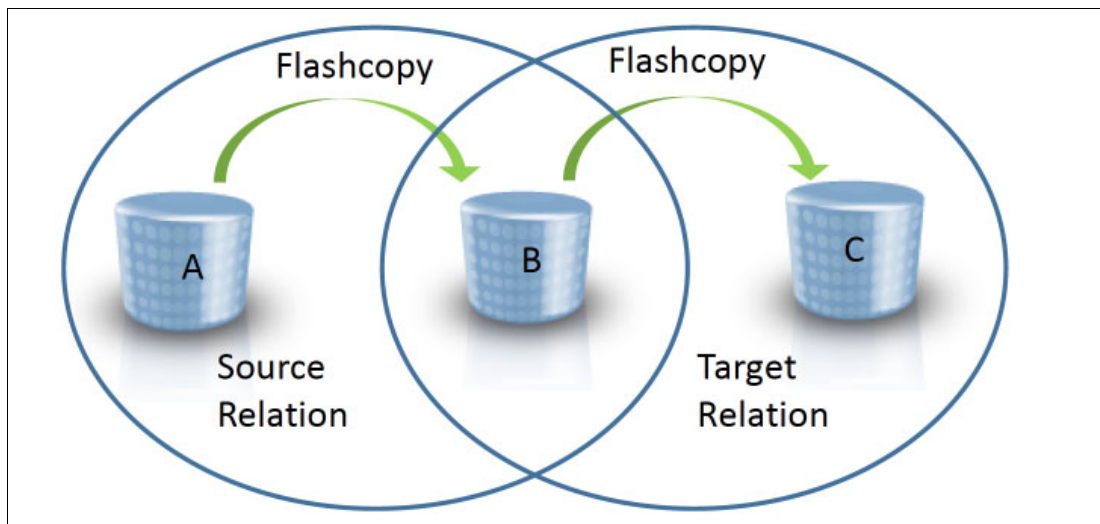 Flashcopy
Flashcopy
A
B
C
Source
Relation
Target
Relation